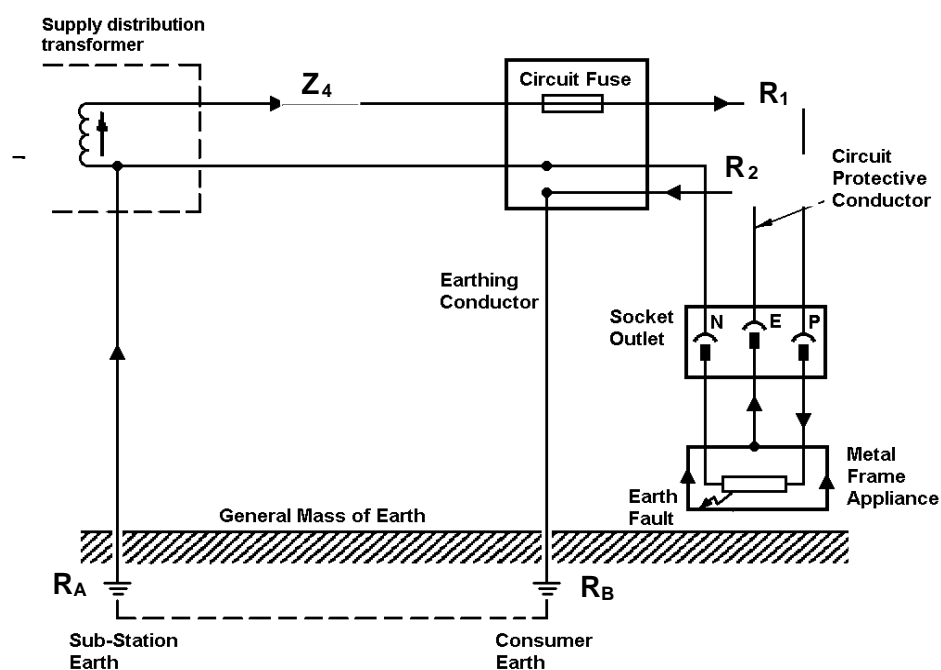 Supply distribution
transformer
Z4
Circuit Fuse
R1
R2
Circuit
Protective
Conductor
Earthing
Conductor
Socket
Outlet
N
E
P
Metal
Frame
Appliance
Earth
Fault
General Mass of Earth
RA
RB
Sub-Station
Earth
Consumer
Earth